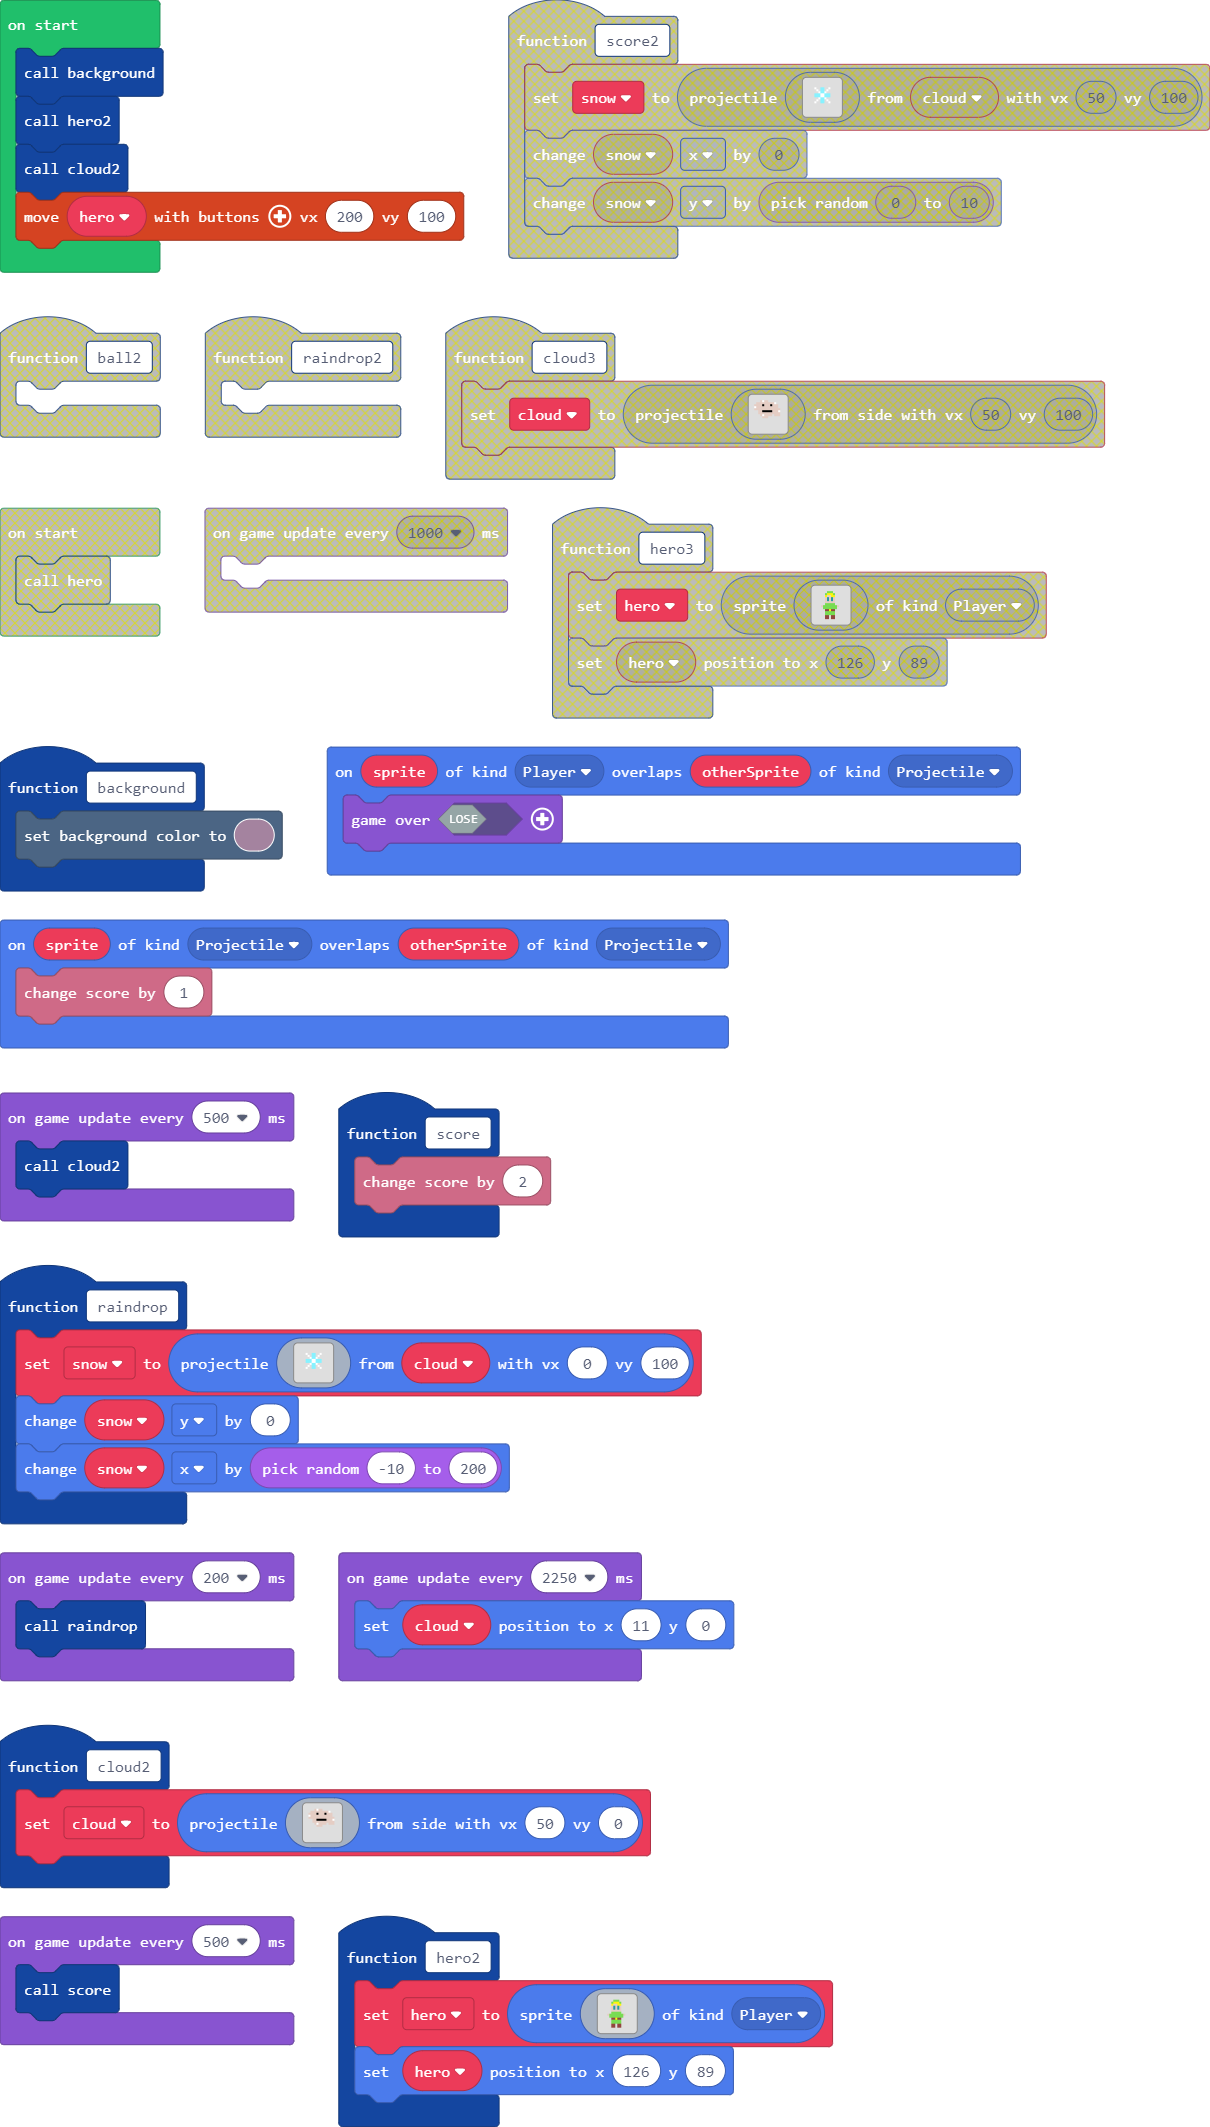 on start
call background
call hero2
call cloud2
move hero with buttons vx 200 vy 100
function score2
set snow to projectile from cloud with vx 50 vy 100
change snow x by 0
change snow y by pick random 0 to 10
function ball2
function raindrop2
function cloud3
set cloud to projectile from side with vx 50 vy 100
on start
call hero
on game update every 1000 ms
function hero3
set hero to sprite of kind Player
set hero position to x 126 y 89
function background
set background color to
on sprite of kind Player overlaps otherSprite of kind Projectile
game over LOSE
on sprite of kind Projectile overlaps otherSprite of kind Projectile
change score by 1
on game update every 500 ms
call cloud2
function score
change score by 2
function raindrop
set snow to projectile from cloud with vx 0 vy 100
change snow y by 0
change snow x by pick random -10 to 200
on game update every 200 ms
call raindrop
on game update every 2250 ms
set cloud position to x 11 y 0
function cloud2
set cloud to projectile from side with vx 50 vy 0
on game update every 500 ms
call score
function hero2
set hero to sprite of kind Player
set hero position to x 126 y 89